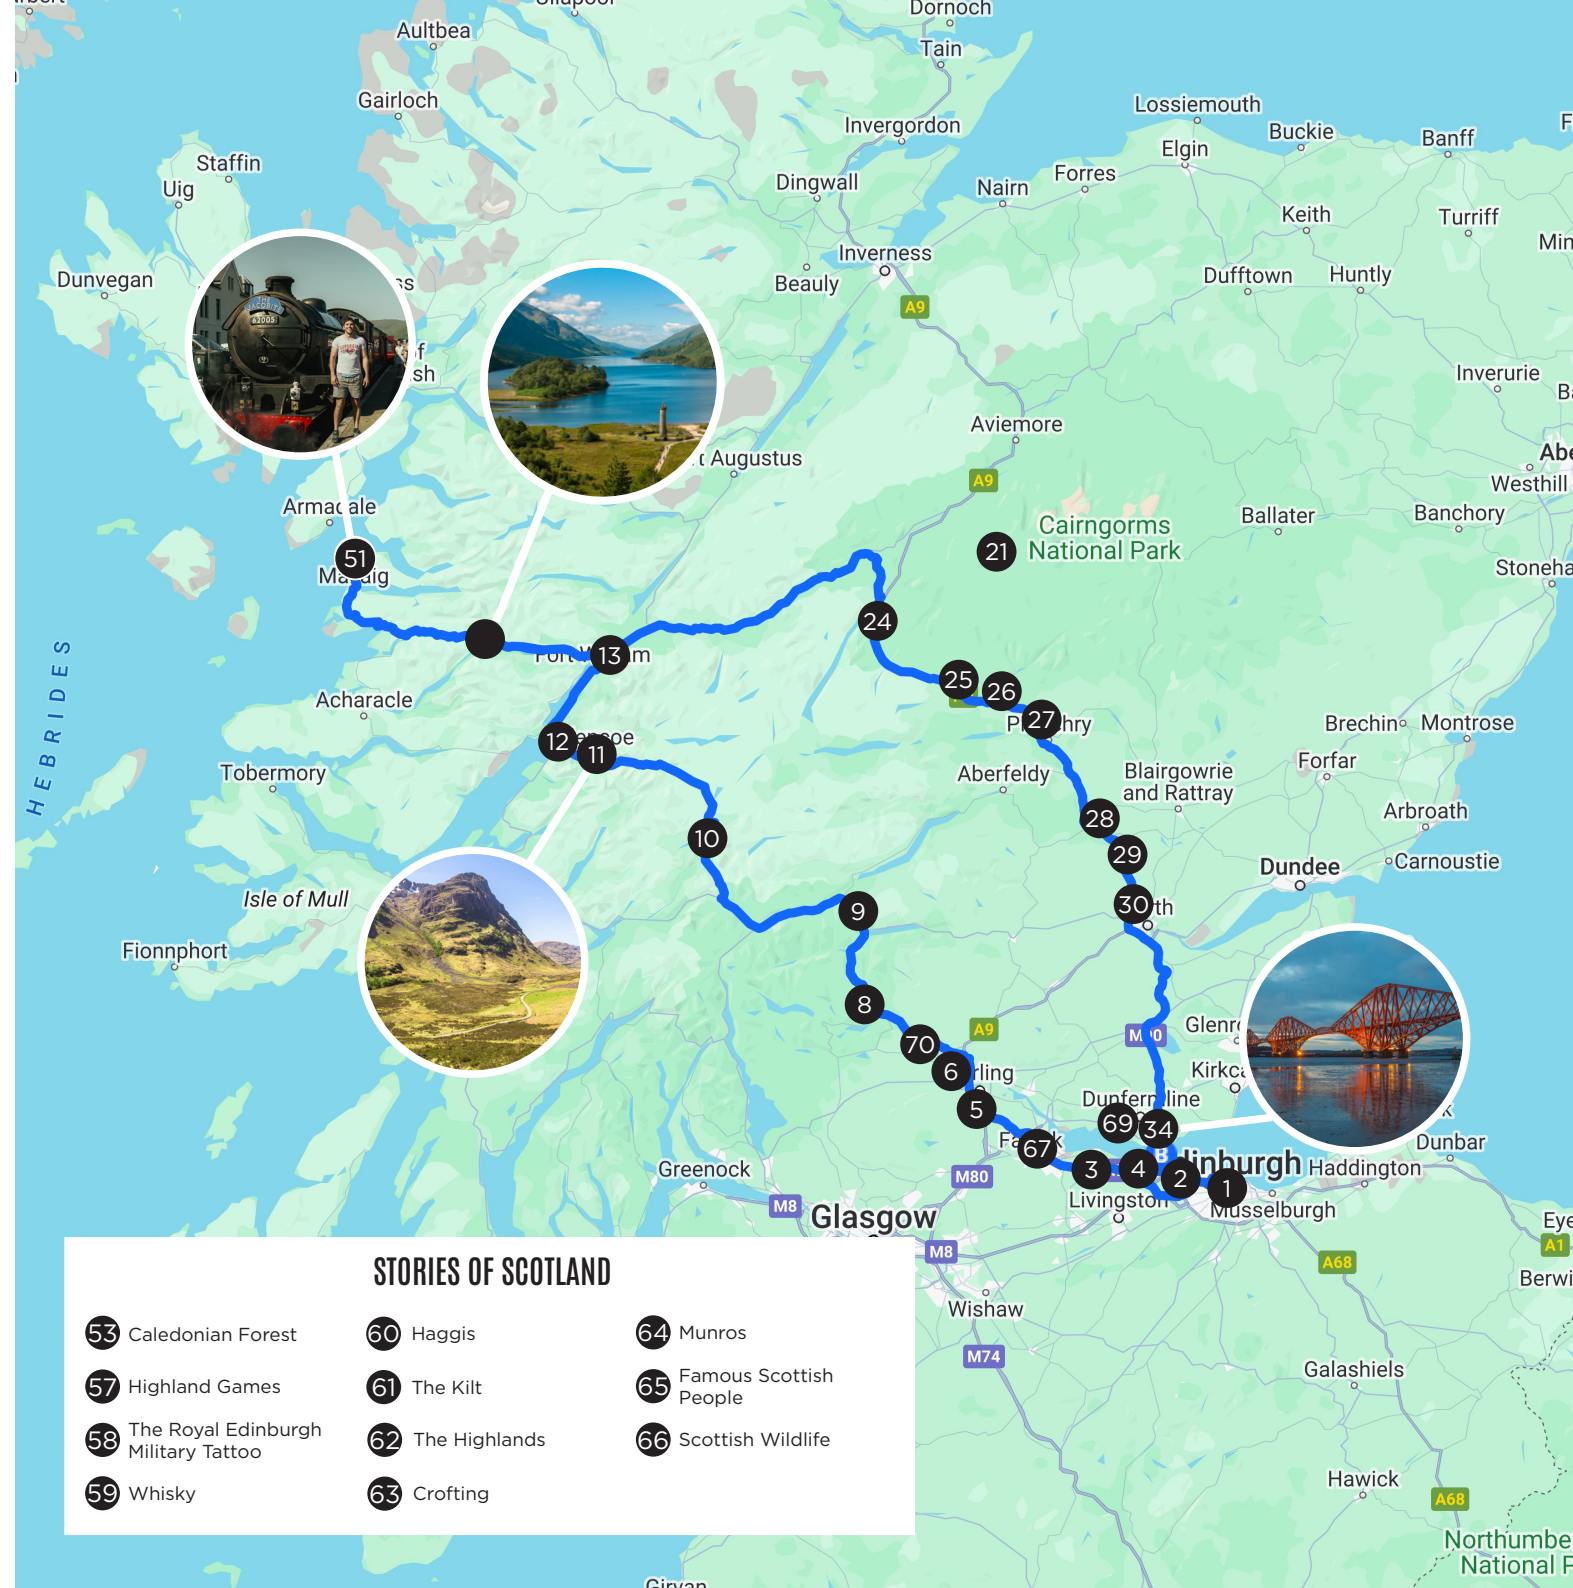 Dornoch
Aultbea
Tain
Gairloch
Lossiemouth
Invergordon
Buckie
Banff
Elgin
Staffin
Dingwall
Forres
Uig
Nairn
Keith
Turriff
Inverness
Dunvegan
Beauly
Dufftown
Huntly
A9
THE
JACOBITE
62005
Inverurie
Aviemore
Augustus
A9
Westhill
Armadale
Cairngorms
National Park
Ballater
Banchory
51
21
24
HEBRIDES
13
25
26
27
Acharacle
12
11
Brechin
Montrose
Tobermory
Aberfeldy
Blairgowrie
and Rattray
Forfar
Arbroath
28
10
29
Dundee
Carnoustie
Isle of Mull
30
9
Fionnphort
8
A9
70
6
5
Dunfermline
69
34
67
3
4
2
1
Dunbar
Haddington
Greenock
M80
Livingston
Musselburgh
M8
Glasgow
M8
A68
A1
Wishaw
M74
Galashiels
Hawick
A68
STORIES OF SCOTLAND
53 Caledonian Forest
57 Highland Games
58 The Royal Edinburgh
Military Tattoo
59 Whisky
60 Haggis
61 The Kilt
62 The Highlands
63 Crofting
64 Munros
65 Famous Scottish
People
66 Scottish Wildlife
National
Girvan